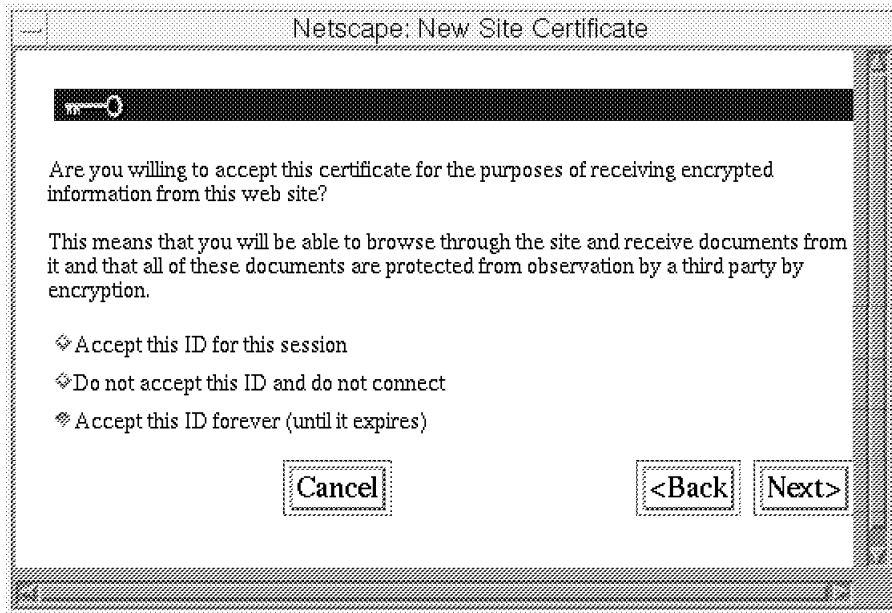 Netscape: New Site Certificate
Are you willing to accept this certificate for the purposes of receiving encrypted
information from this web site?
This means that you will be able to browse through the site and receive documents from
it and that all of these documents are protected from observation by a third party by
encryption.
Accept this ID for this session
Do not accept this ID and do not connect
Accept this ID forever (until it expires)
Cancel <Back Next>